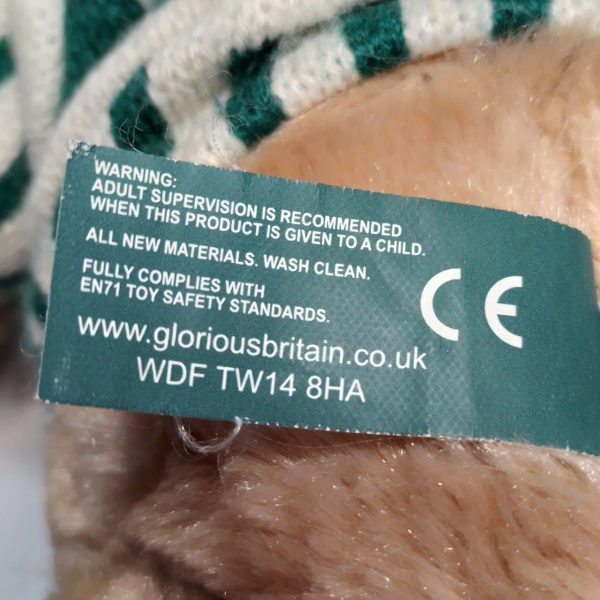 WARNING:
ADULT SUPERVISION IS RECOMMENDED
WHEN THIS PRODUCT IS GIVEN TO A CHILD.
ALL NEW MATERIALS. WASH CLEAN.
FULLY COMPLIES WITH
EN71 TOY SAFETY STANDARDS.
CE
www.gloriousbritain.co.uk
WDF TW14 8HA